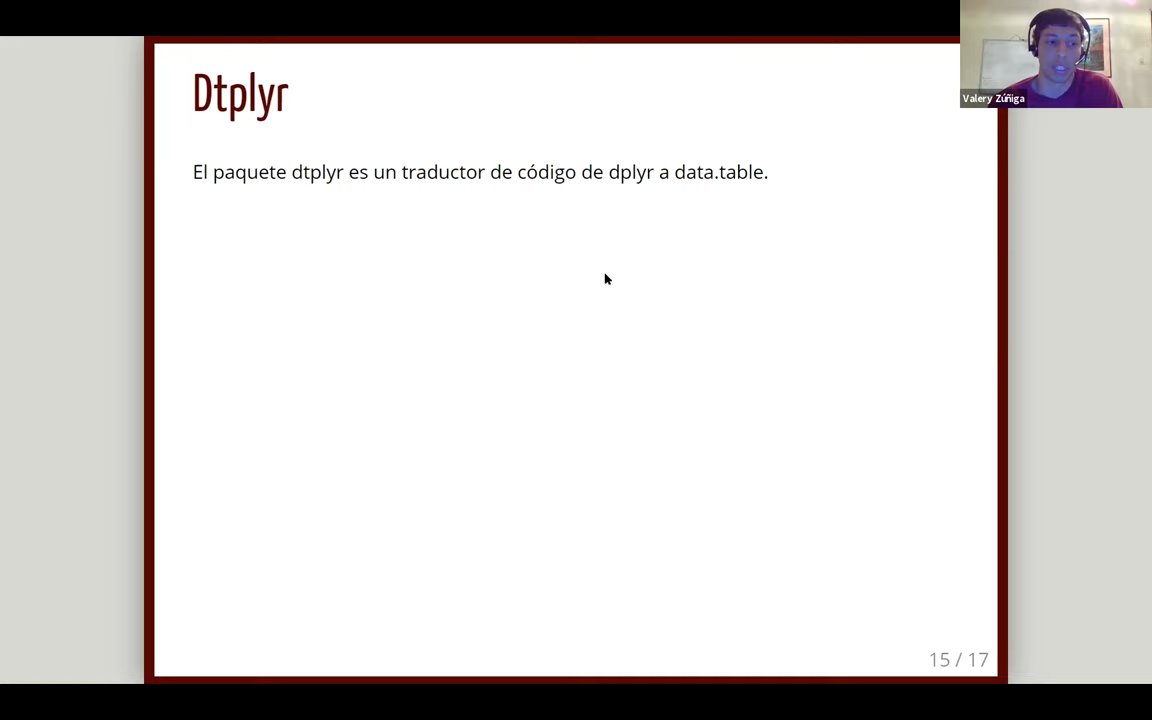 Dtplyr
Valery Zúñiga
El paquete dtplyr es un traductor de código de dplyr a data.table.
15 / 17